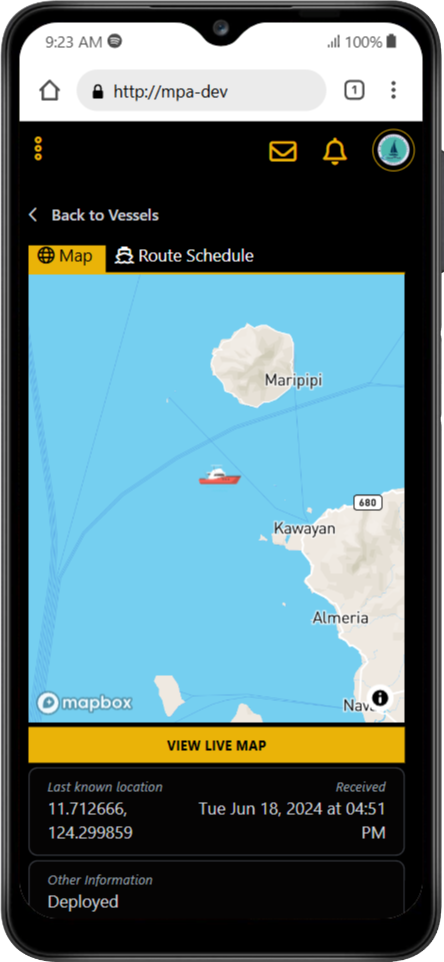 9:23 AM
100%
http://mpa-dev
1
Back to Vessels
Map
Route Schedule
Maripipi
680
Kawayan
Almeria
Nav
mapbox
VIEW LIVE MAP
Last known location
Received
11.712666,
Tue Jun 18, 2024 at 04:51
124.299859
PM
Other Information
Deployed